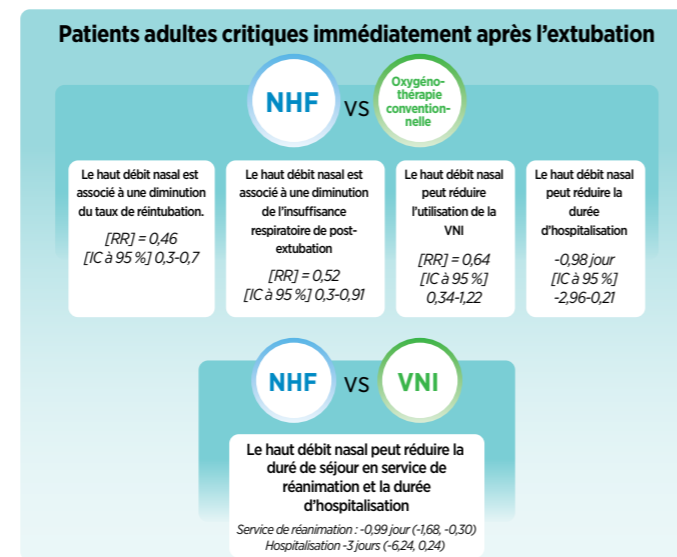 Patients adultes critiques immédiatement après l’extubation
NHF
VS
Oxygéno-
thérapie
convention-
nelle
Le haut débit nasal est
associé à une diminution
du taux de réintubation.
[RR] = 0,46
[IC à 95 %] 0,3-0,7
Le haut débit nasal est
associé à une diminution
de l’insuffisance
respiratoire de post-
extubation
[RR] = 0,52
[IC à 95 %] 0,3-0,91
Le haut débit nasal
peut réduire
l’utilisation de la
VNI
[RR] = 0,64
[IC à 95 %]
0,34-1,22
Le haut débit nasal
peut réduire la
durée
d’hospitalisation
-0,98 jour
[IC à 95 %]
-2,96-0,21
NHF
VS
VNI
Le haut débit nasal peut réduire la
duré de séjour en service de
réanimation et la durée
d’hospitalisation
Service de réanimation : -0,99 jour (-1,68, -0,30)
Hospitalisation -3 jours (-6,24, 0,24)